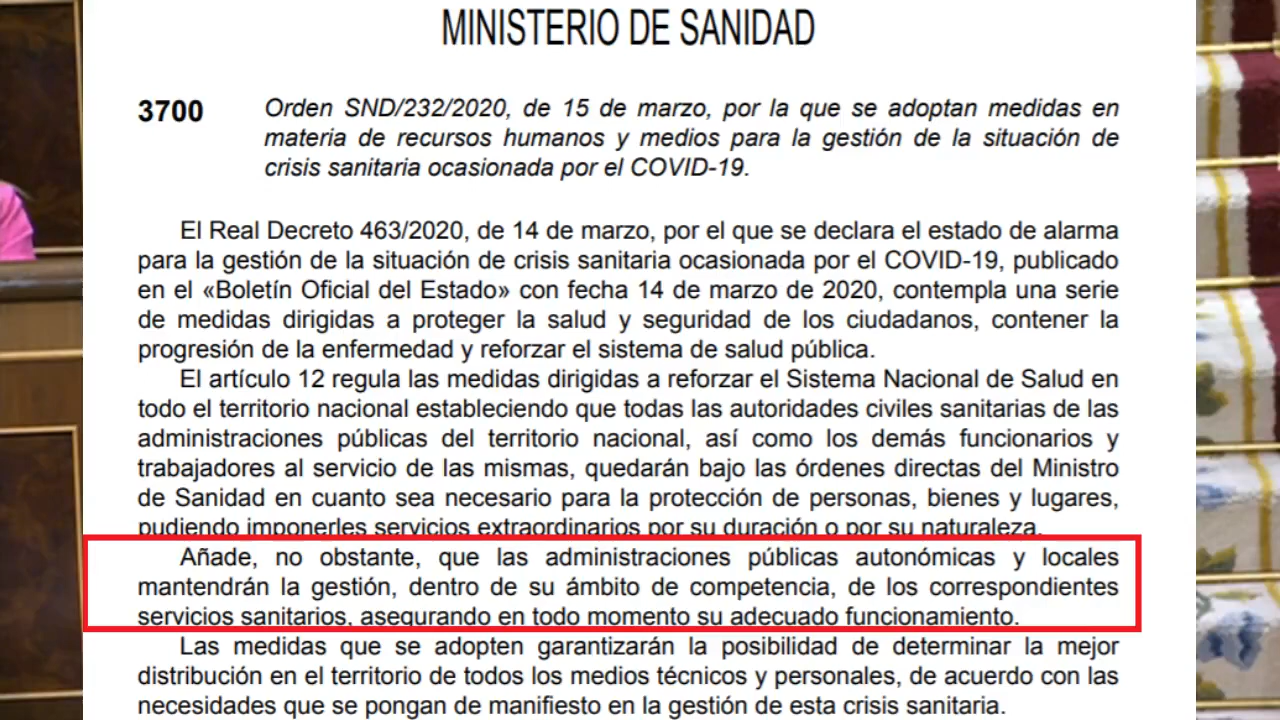 MINISTERIO DE SANIDAD
3700 Orden SND/232/2020, de 15 de marzo, por la que se adoptan medidas en
materia de recursos humanos y medios para la gestión de la situación de
crisis sanitaria ocasionada por el COVID-19.
El Real Decreto 463/2020, de 14 de marzo, por el que se declara el estado de alarma
para la gestión de la situación de crisis sanitaria ocasionada por el COVID-19, publicado
en el «Boletín Oficial del Estado» con fecha 14 de marzo de 2020, contempla una serie
de medidas dirigidas a proteger la salud y seguridad de los ciudadanos, contener la
progresión de la enfermedad y reforzar el sistema de salud pública.
El artículo 12 regula las medidas dirigidas a reforzar el Sistema Nacional de Salud en
todo el territorio nacional estableciendo que todas las autoridades civiles sanitarias de las
administraciones públicas del territorio nacional, así como los demás funcionarios y
trabajadores al servicio de las mismas, quedarán bajo las órdenes directas del Ministro
de Sanidad en cuanto sea necesario para la protección de personas, bienes y lugares,
pudiendo imponerles servicios extraordinarios por su duración o por su naturaleza.
Añade, no obstante, que las administraciones públicas autonómicas y locales
mantendrán la gestión, dentro de su ámbito de competencia, de los correspondientes
servicios sanitarios, asegurando en todo momento su adecuado funcionamiento.
Las medidas que se adopten garantizarán la posibilidad de determinar la mejor
distribución en el territorio de todos los medios técnicos y personales, de acuerdo con las
necesidades que se pongan de manifiesto en la gestión de esta crisis sanitaria.